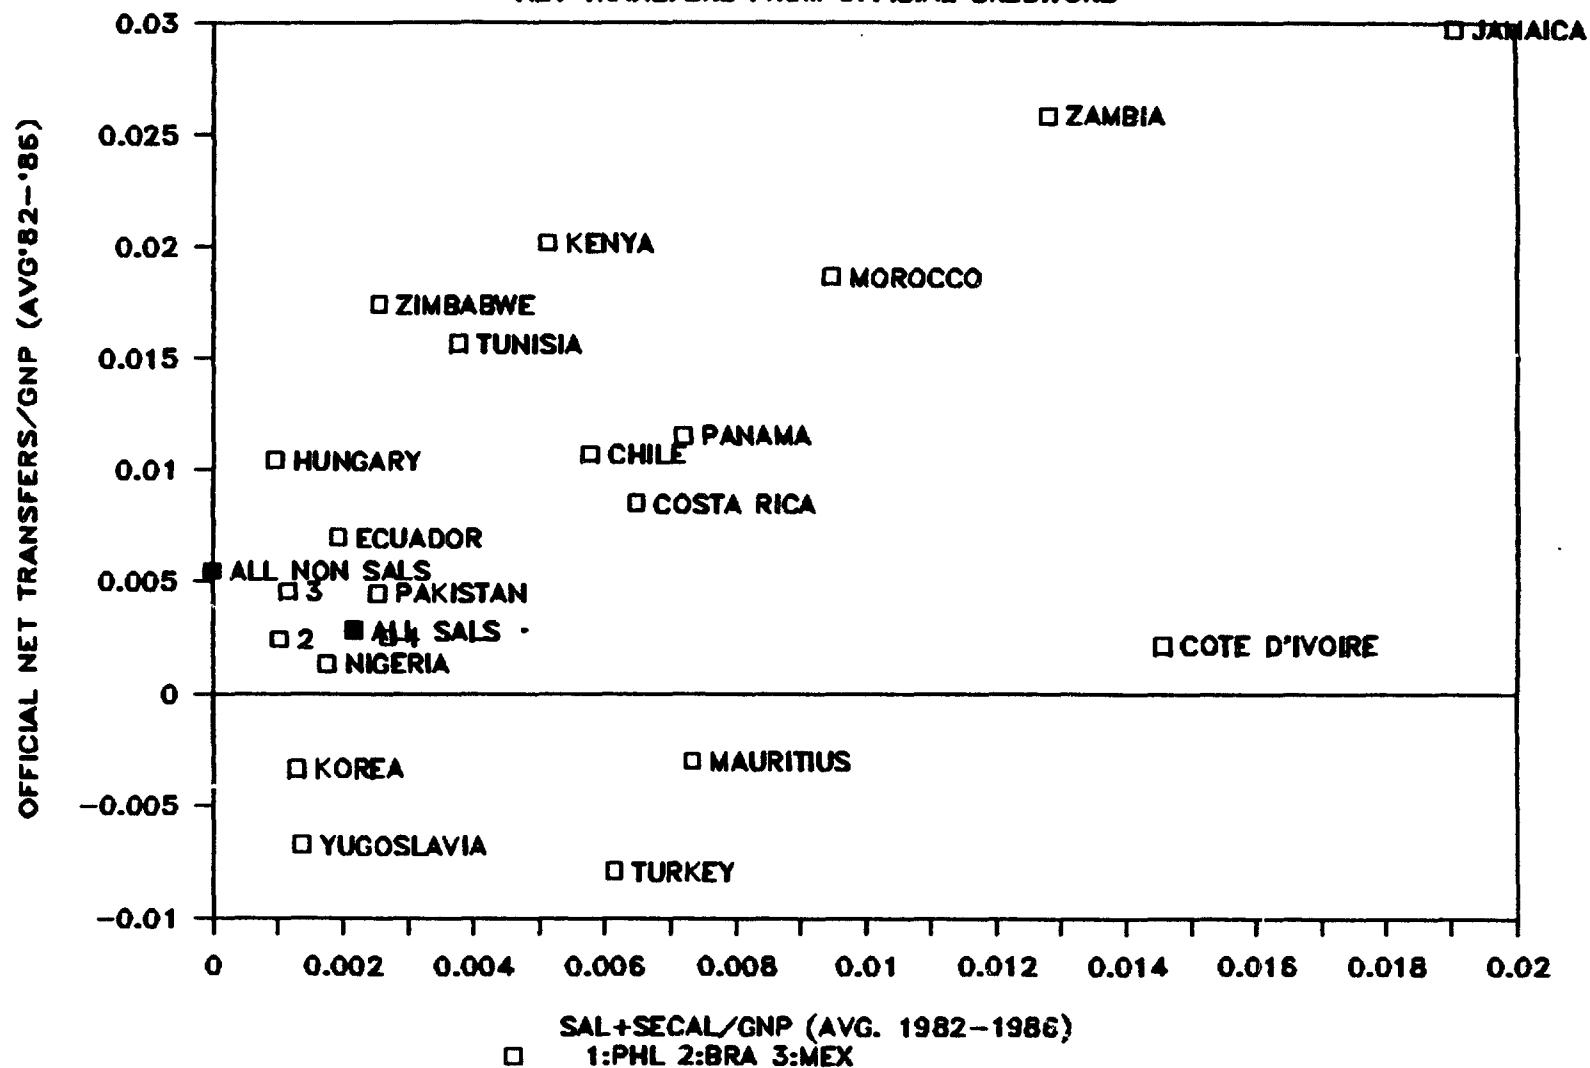 0.03
JAMAICA
ZAMBIA
0.025
0.02
KENYA
MOROCCO
ZIMBABWE
TUNISIA
0.015
PANAMA
CHILE
HUNGARY
0.01
COSTA RICA
ECUADOR
ALL NON SALS
0.005
3
PAKISTAN
2
ALL SALS
4
COTE D'IVOIRE
NIGERIA
0
MAURITIUS
KOREA
-0.005
YUGOSLAVIA
TURKEY
-0.01
OFFICIAL NET TRANSFERS/GNP (AVG'82-'86)
0 0.002 0.004 0.006 0.008 0.01 0.012 0.014 0.016 0.018 0.02
SAL+SECAL/GNP (AVG. 1982-1986)
1:PHL 2:BRA 3:MEX